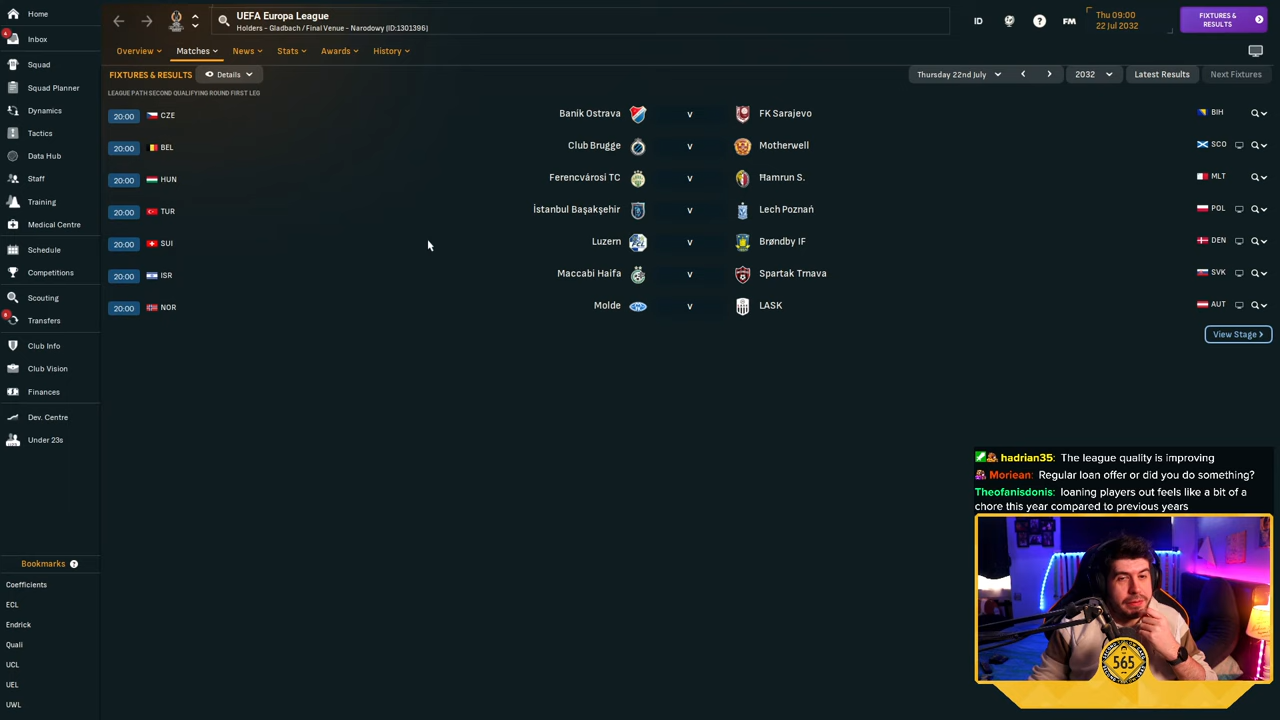 Home
6
Inbox
Squad
Squad Planner
Dynamics
Tactics
Data Hub
Staff
Training
Medical Centre
Schedule
Competitions
Scouting
6
Transfers
Club Info
Club Vision
Finances
Dev. Centre
Under 23s
Bookmarks ?
Coefficients
ECL
Endrick
Quali
UCL
UEL
UWL
UEFA Europa League
Holders - Gladbach / Final Venue - Narodowy (ID:1301396)
ID ? FM
Thu 09:00
22 Jul 2032
FIXTURES &
RESULTS
Overview Matches News Stats Awards History
FIXTURES & RESULTS Details Thursday 22nd July 2032 Latest Results Next Fixtures
LEAGUE PATH SECOND QUALIFYING ROUND FIRST LEG
20:00 CZE Baník Ostrava v FK Sarajevo BIH
20:00 BEL Club Brugge v Motherwell SCO
20:00 HUN Ferencvárosi TC v Ħamrun S. MLT
20:00 TUR İstanbul Başakşehir v Lech Poznań POL
20:00 SUI Luzern v Brøndby IF DEN
20:00 ISR Maccabi Haifa v Spartak Trnava SVK
20:00 NOR Molde v LASK AUT
View Stage >
hadrian35: The league quality is improving
Moriean: Regular loan offer or did you do something?
Theofanisdonis: loaning players out feels like a bit of a
chore this year compared to previous years
565